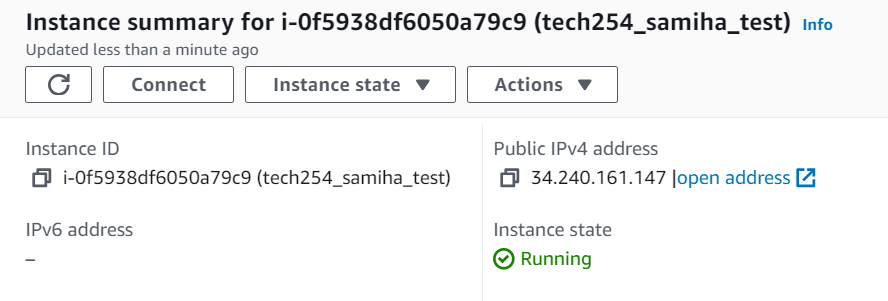 Instance summary for i-0f5938df6050a79c9 (tech254_samiha_test) Info
Updated less than a minute ago
Connect
Instance state
Actions
Instance ID
i-0f5938df6050a79c9 (tech254_samiha_test)
Public IPv4 address
34.240.161.147 |open address
IPv6 address
–
Instance state
Running